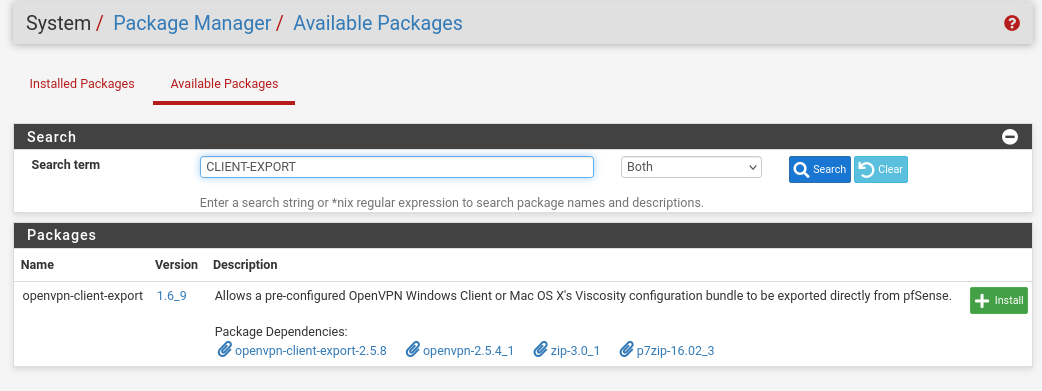 System / Package Manager / Available Packages
Installed Packages Available Packages
Search
Search term CLIENT-EXPORT Both Search Clear
Enter a search string or *nix regular expression to search package names and descriptions.
Packages
Name Version Description
openvpn-client-export 1.6_9 Allows a pre-configured OpenVPN Windows Client or Mac OS X's Viscosity configuration bundle to be exported directly from pfSense. Install
Package Dependencies:
openvpn-client-export-2.5.8 openvpn-2.5.4_1 zip-3.0_1 p7zip-16.02_3